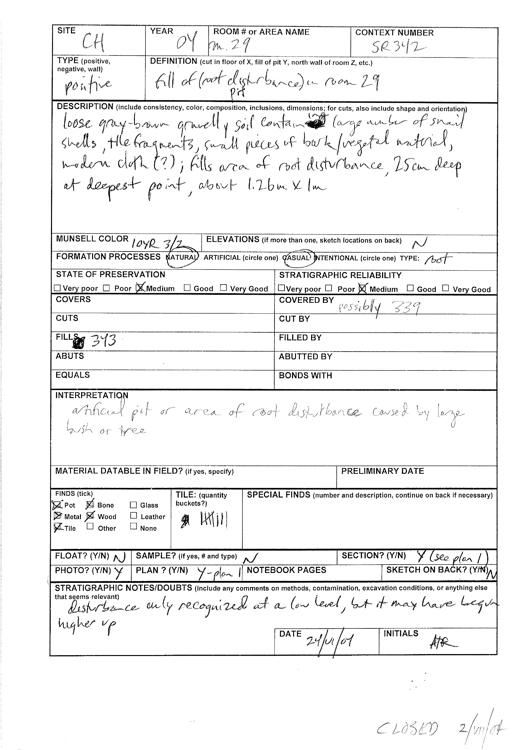 SITE CH YEAR 04 ROOM # or AREA NAME rm. 29 CONTEXT NUMBER SR 342
TYPE (positive, negative, wall) positive DEFINITION (cut in floor of X, fill of pit Y, north wall of room Z, etc.)
fill of (root disturbance) in room 29
pit
DESCRIPTION (include consistency, color, composition, inclusions, dimensions; for cuts, also include shape and orientation)
loose gray-brown gravelly soil contain large number of snail
shells, tile fragments, small pieces of bark/vegetal material,
modern cloth (?); fills area of root disturbance, 25cm deep
at deepest point, about 1.26m X 1m
MUNSELL COLOR 10YR 3/2 ELEVATIONS (if more than one, sketch locations on back) N
FORMATION PROCESSES NATURAL ARTIFICIAL (circle one) CASUAL INTENTIONAL (circle one) TYPE: root
STATE OF PRESERVATION STRATIGRAPHIC RELIABILITY
Very poor Poor Medium Good Very Good Very poor Poor Medium Good Very Good
COVERS COVERED BY possibly 339
CUTS CUT BY
FILLS 343 FILLED BY
ABUTS ABUTTED BY
EQUALS BONDS WITH
INTERPRETATION
artificial pit or area of root disturbance caused by large
bush or tree
MATERIAL DATABLE IN FIELD? (if yes, specify) PRELIMINARY DATE
FINDS (tick) TILE: (quantity buckets?) SPECIAL FINDS (number and description, continue on back if necessary)
Pot Bone Glass
Metal Wood Leather
Tile Other None
FLOAT? (Y/N) N SAMPLE? (if yes, # and type) N SECTION? (Y/N) Y (see plan 1)
PHOTO? (Y/N) Y PLAN ? (Y/N) Y-plan 1 NOTEBOOK PAGES SKETCH ON BACK? (Y/N) N
STRATIGRAPHIC NOTES/DOUBTS (include any comments on methods, contamination, excavation conditions, or anything else
that seems relevant)
disturbance only recognized at a low level, but it may have begun
higher up
DATE 24/VI/04 INITIALS
CLOSED 2/VII/04